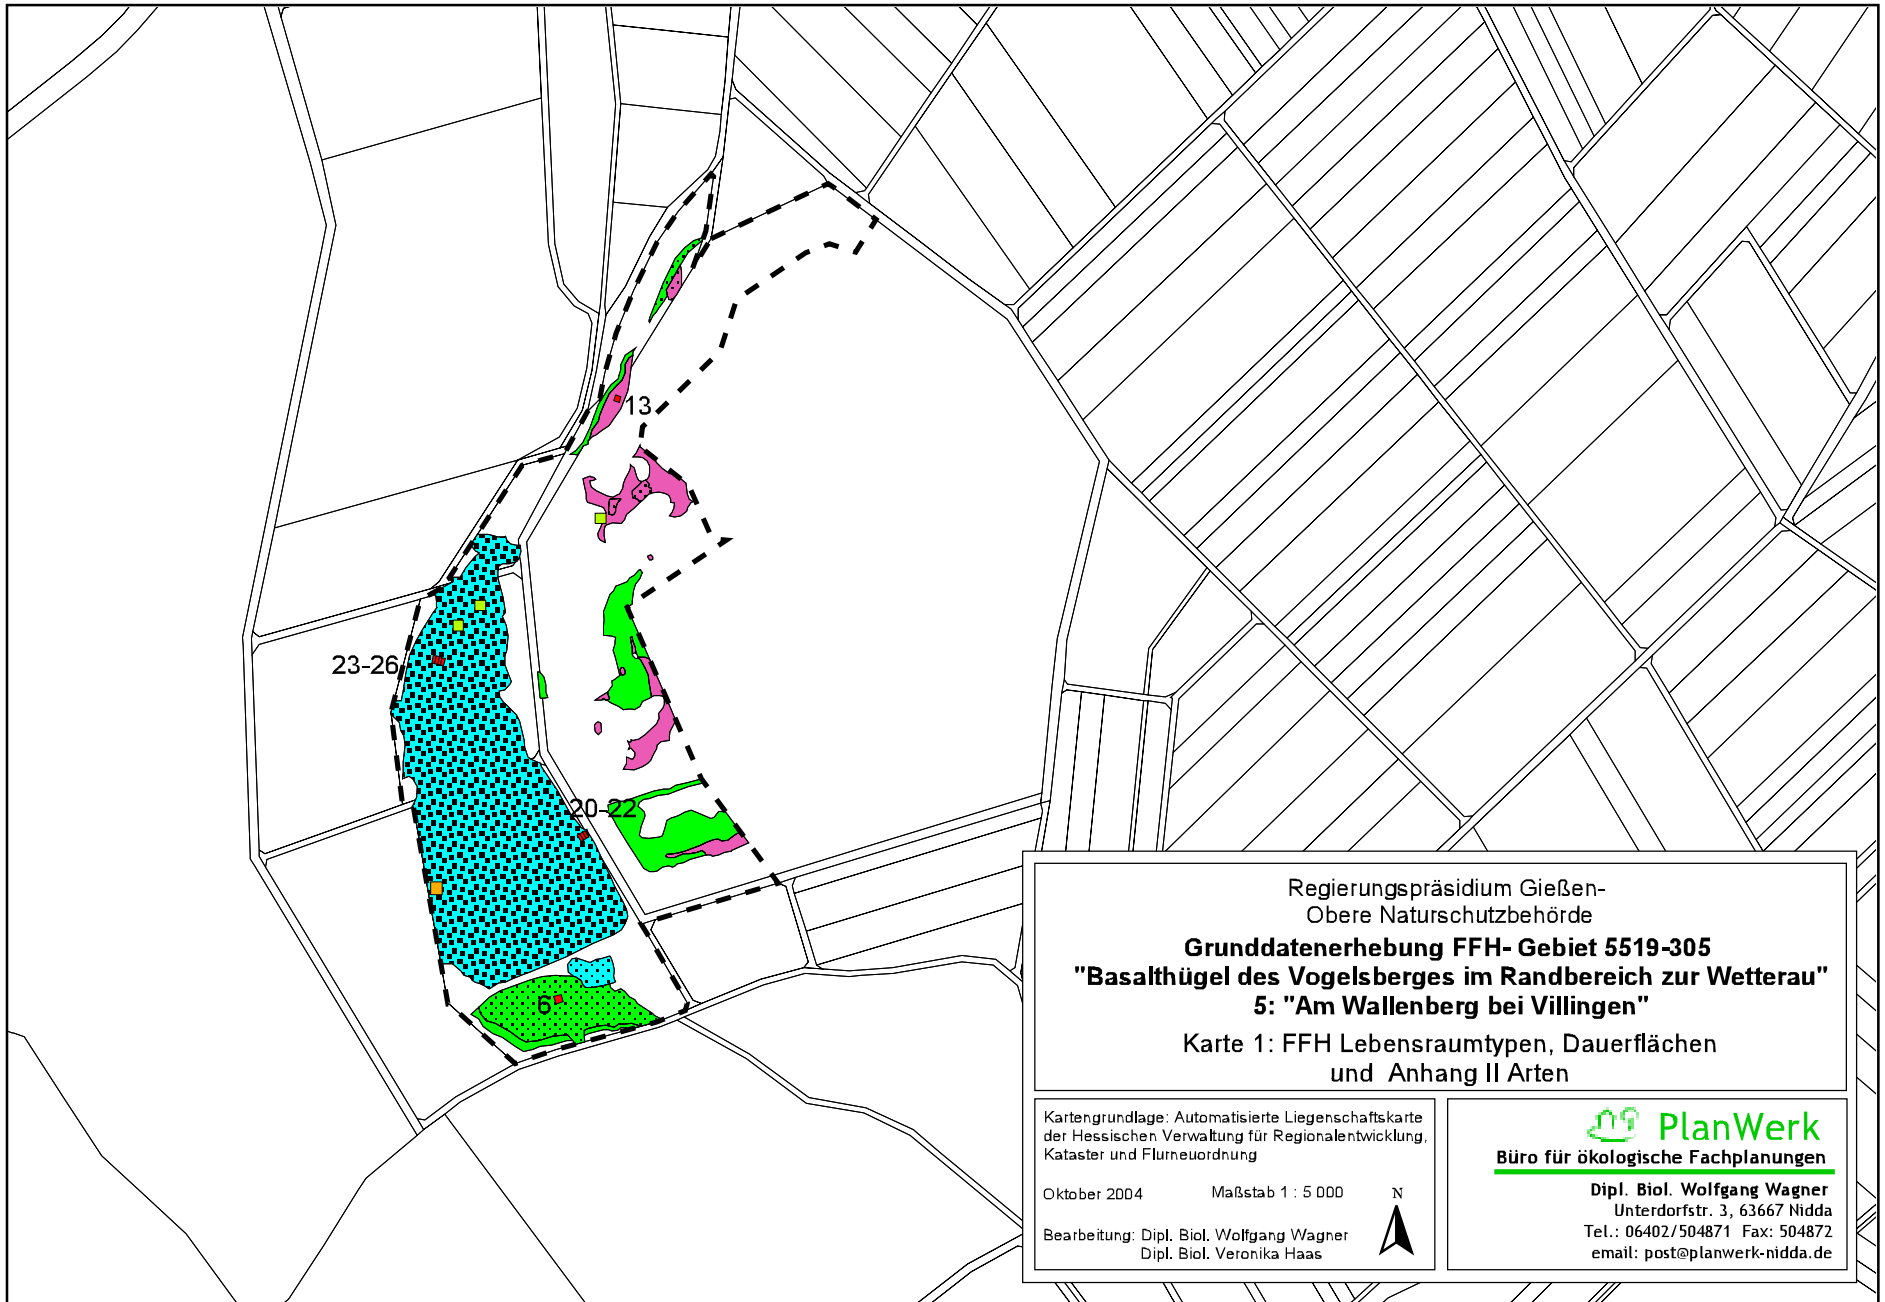 13
23-26
20-22
6
Regierungspräsidium Gießen-
Obere Naturschutzbehörde
Grunddatenerhebung FFH- Gebiet 5519-305
"Basalthügel des Vogelsberges im Randbereich zur Wetterau"
5: "Am Wallenberg bei Villingen"
Karte 1: FFH Lebensraumtypen, Dauerflächen
und Anhang II Arten
Kartengrundlage: Automatisierte Liegenschaftskarte
der Hessischen Verwaltung für Regionalentwicklung,
Kataster und Flurneuordnung
Oktober 2004 Maßstab 1 : 5 000
N
Bearbeitung: Dipl. Biol. Wolfgang Wagner
Dipl. Biol. Veronika Haas
PlanWerk
Büro für ökologische Fachplanungen
Dipl. Biol. Wolfgang Wagner
Unterdorfstr. 3, 63667 Nidda
Tel.: 06402/504871 Fax: 504872
email: post@planwerk-nidda.de